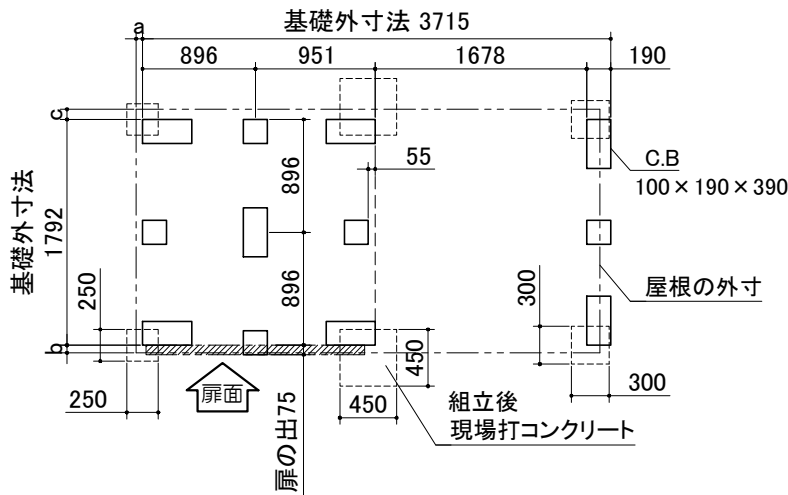 基礎外寸法 3715
a
896
951
1678
190
c
基礎外寸法
1792
896
55
C.B
100×190×390
896
250
300
屋根の外寸
b
450
扉面
250
450
300
扉の出75
組立後
現場打コンクリート